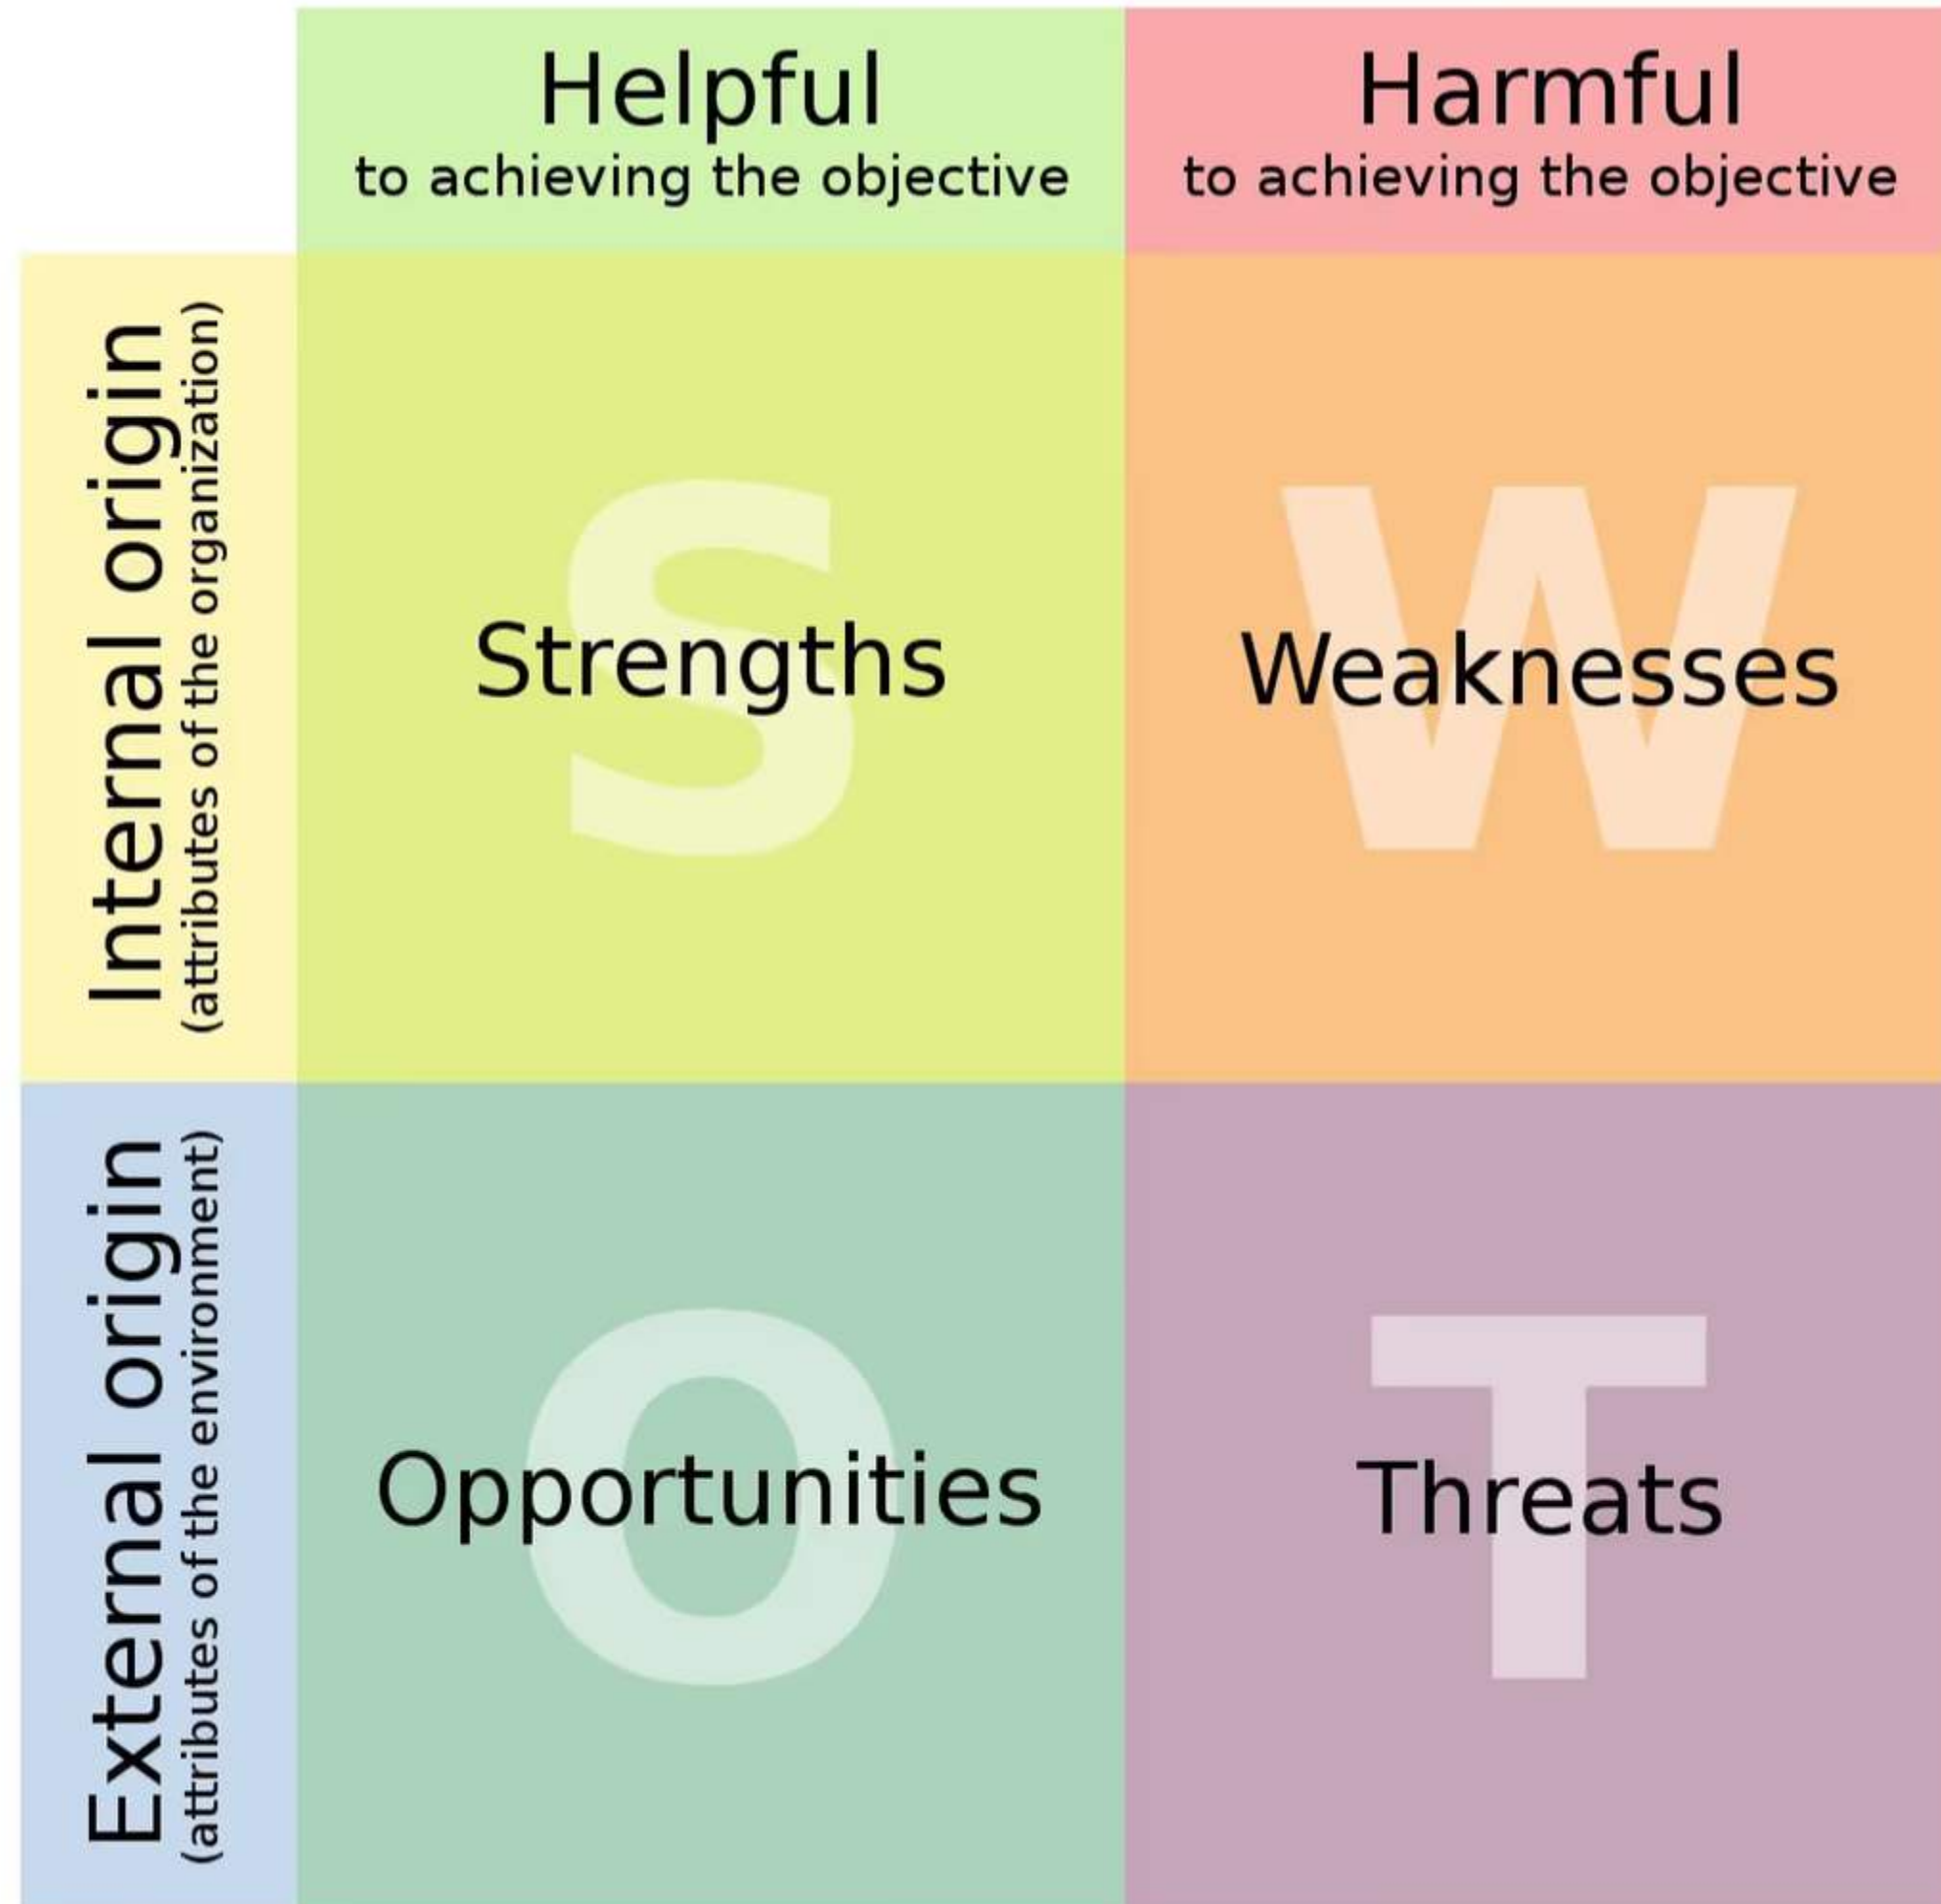 Helpful
to achieving the objective
Harmful
to achieving the objective
Internal origin
(attributes of the organization)
S
Strengths
W
Weaknesses
External origin
(attributes of the environment)
O
Opportunities
T
Threats